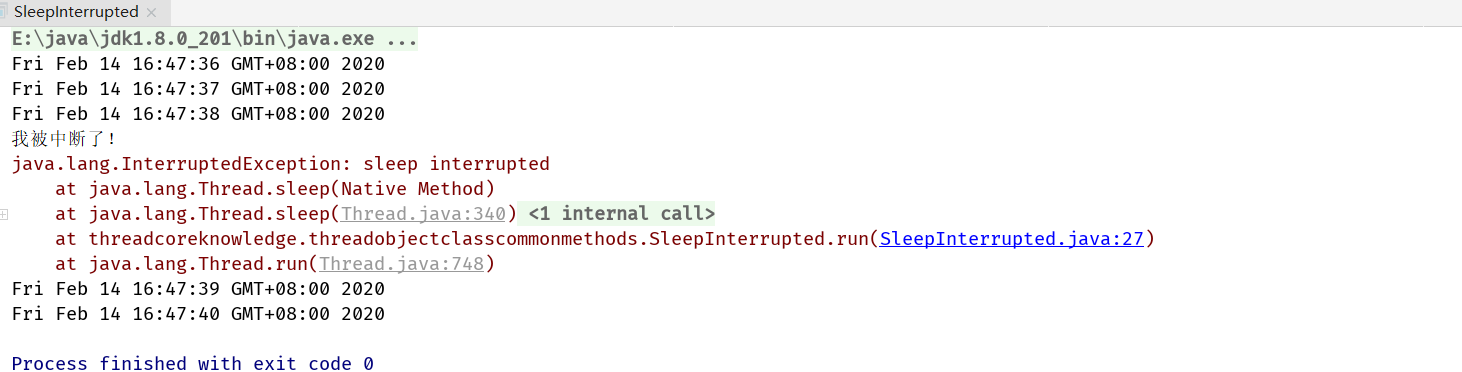 SleepInterrupted
E:\java\jdk1.8.0_201\bin\java.exe ...
Fri Feb 14 16:47:36 GMT+08:00 2020
Fri Feb 14 16:47:37 GMT+08:00 2020
Fri Feb 14 16:47:38 GMT+08:00 2020
我被中断了!
java.lang.InterruptedException: sleep interrupted
    at java.lang.Thread.sleep(Native Method)
    at java.lang.Thread.sleep(Thread.java:340) <1 internal call>
    at threadcoreknowledge.threadobjectclasscommonmethods.SleepInterrupted.run(SleepInterrupted.java:27)
    at java.lang.Thread.run(Thread.java:748)
Fri Feb 14 16:47:39 GMT+08:00 2020
Fri Feb 14 16:47:40 GMT+08:00 2020
Process finished with exit code 0